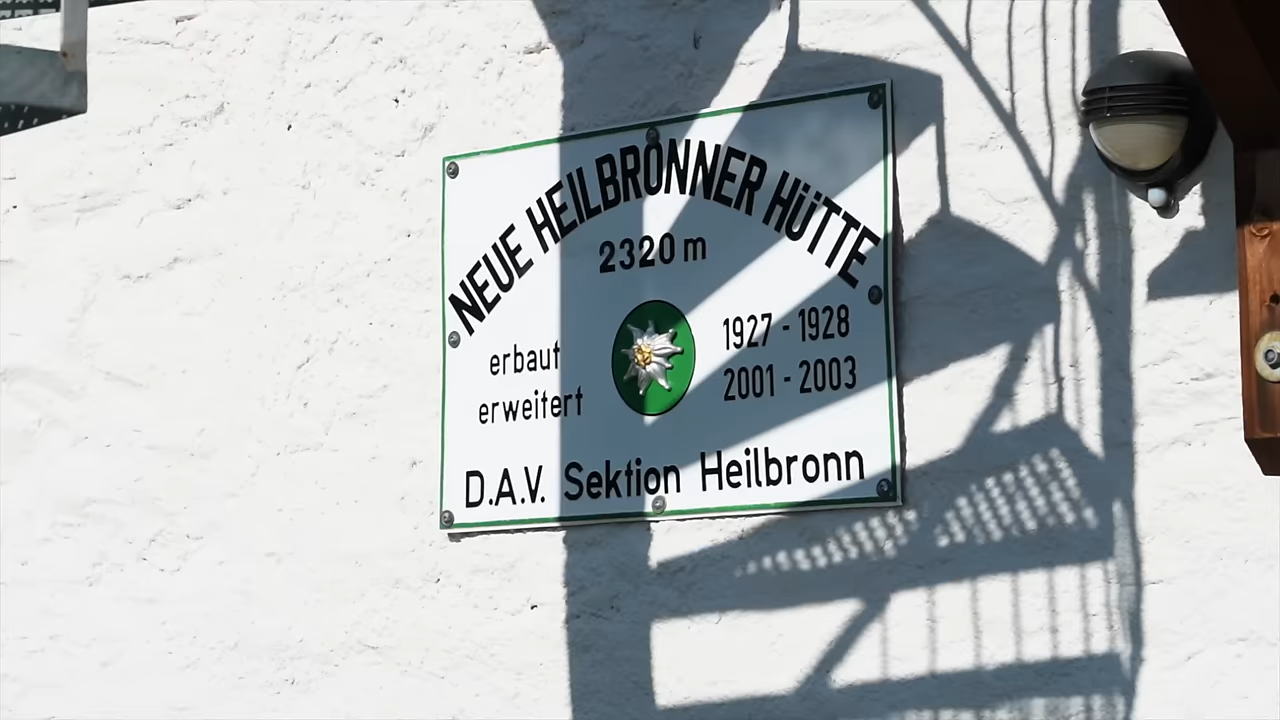 NEUE HEILBRONNER HÜTTE
2320 m
erbaut 1927 - 1928
erweitert 2001 - 2003
D.A.V. Sektion Heilbronn